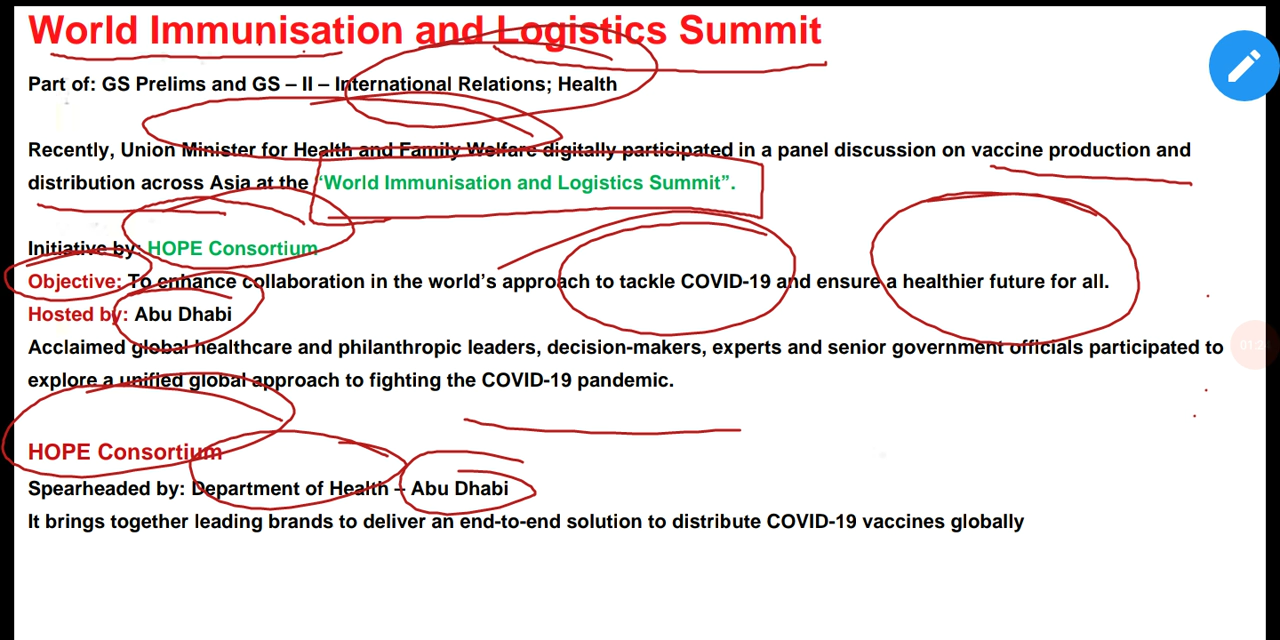 World Immunisation and Logistics Summit
Part of: GS Prelims and GS – II – International Relations; Health
Recently, Union Minister for Health and Family Welfare digitally participated in a panel discussion on vaccine production and
distribution across Asia at the “World Immunisation and Logistics Summit”.
Initiative by: HOPE Consortium
Objective: To enhance collaboration in the world’s approach to tackle COVID-19 and ensure a healthier future for all.
Hosted by: Abu Dhabi
Acclaimed global healthcare and philanthropic leaders, decision-makers, experts and senior government officials participated to
explore a unified global approach to fighting the COVID-19 pandemic.
HOPE Consortium
Spearheaded by: Department of Health – Abu Dhabi
It brings together leading brands to deliver an end-to-end solution to distribute COVID-19 vaccines globally